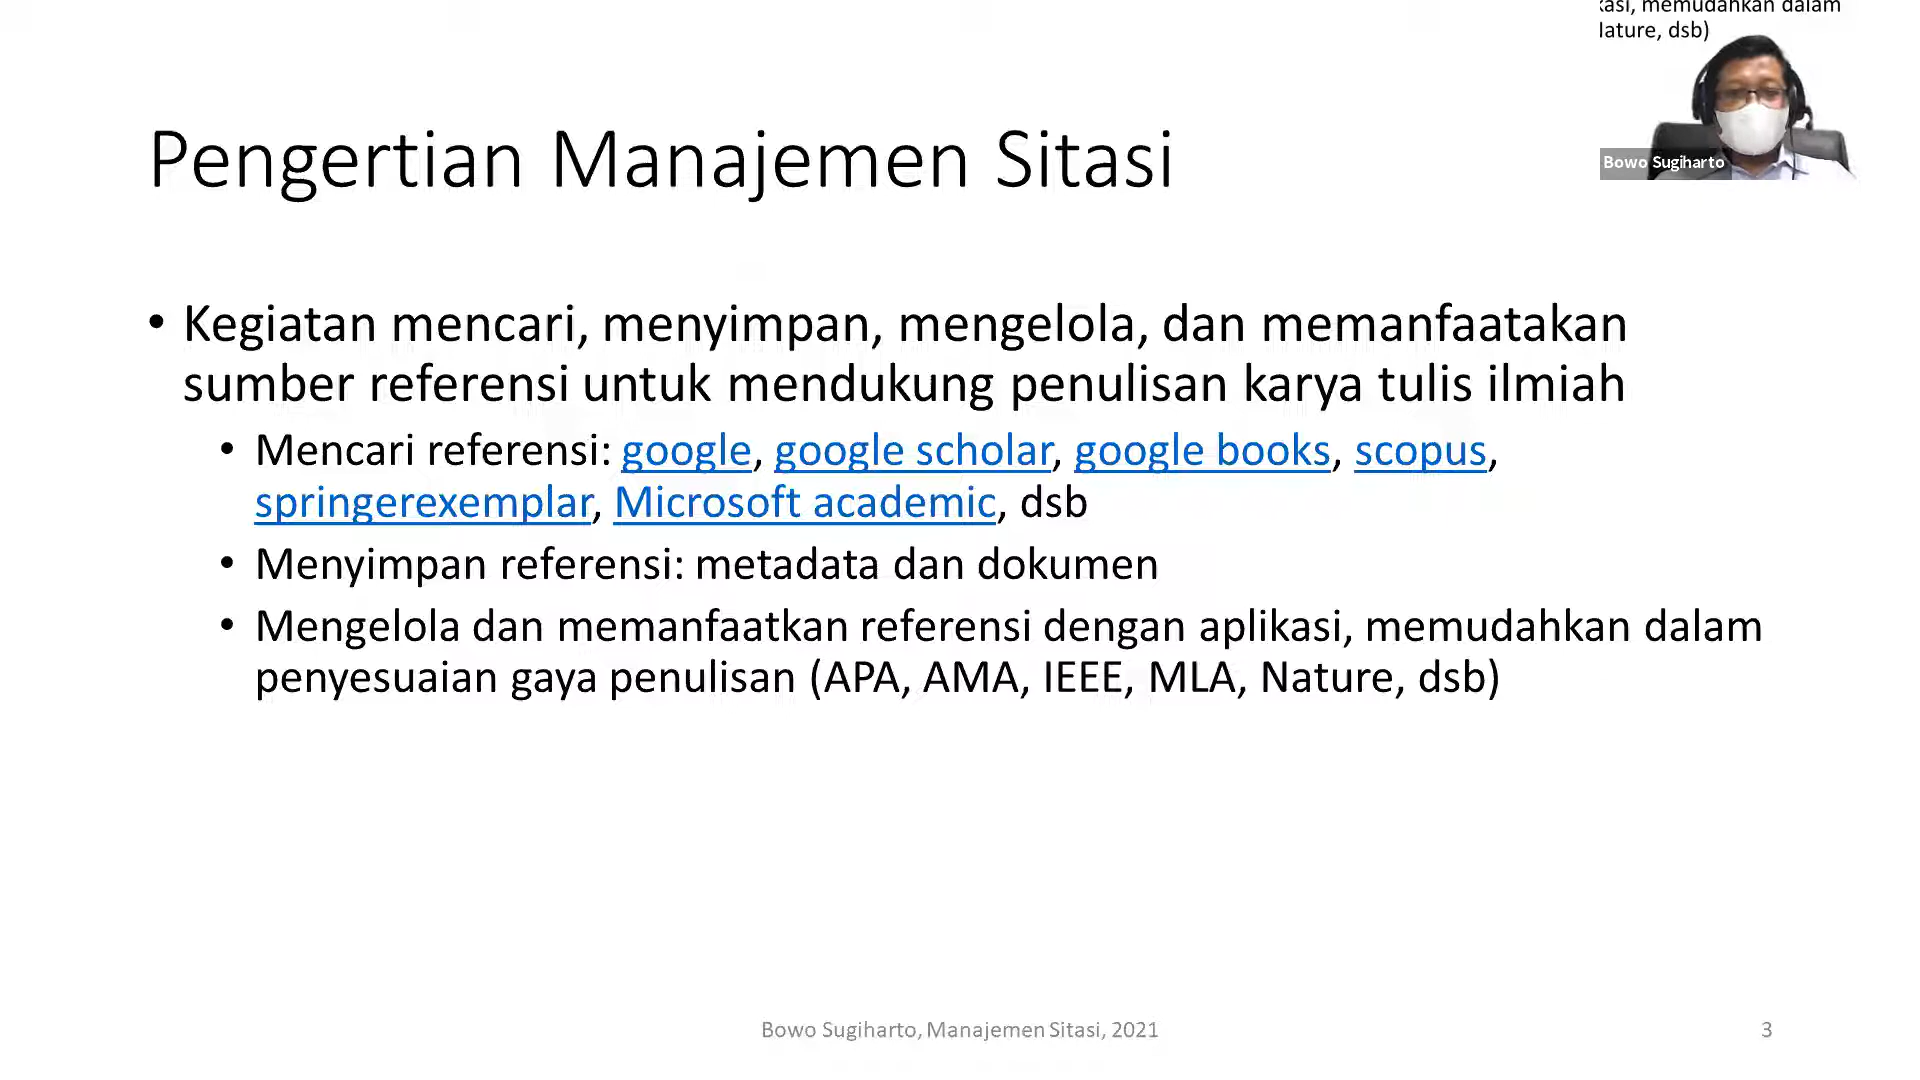 kasi, memudahkan dalam
Nature, dsb)
Bowo Sugiharto
Pengertian Manajemen Sitasi
• Kegiatan mencari, menyimpan, mengelola, dan memanfaatakan
sumber referensi untuk mendukung penulisan karya tulis ilmiah
• Mencari referensi: google, google scholar, google books, scopus,
springerexemplar, Microsoft academic, dsb
• Menyimpan referensi: metadata dan dokumen
• Mengelola dan memanfaatkan referensi dengan aplikasi, memudahkan dalam
penyesuaian gaya penulisan (APA, AMA, IEEE, MLA, Nature, dsb)
Bowo Sugiharto, Manajemen Sitasi, 2021
3